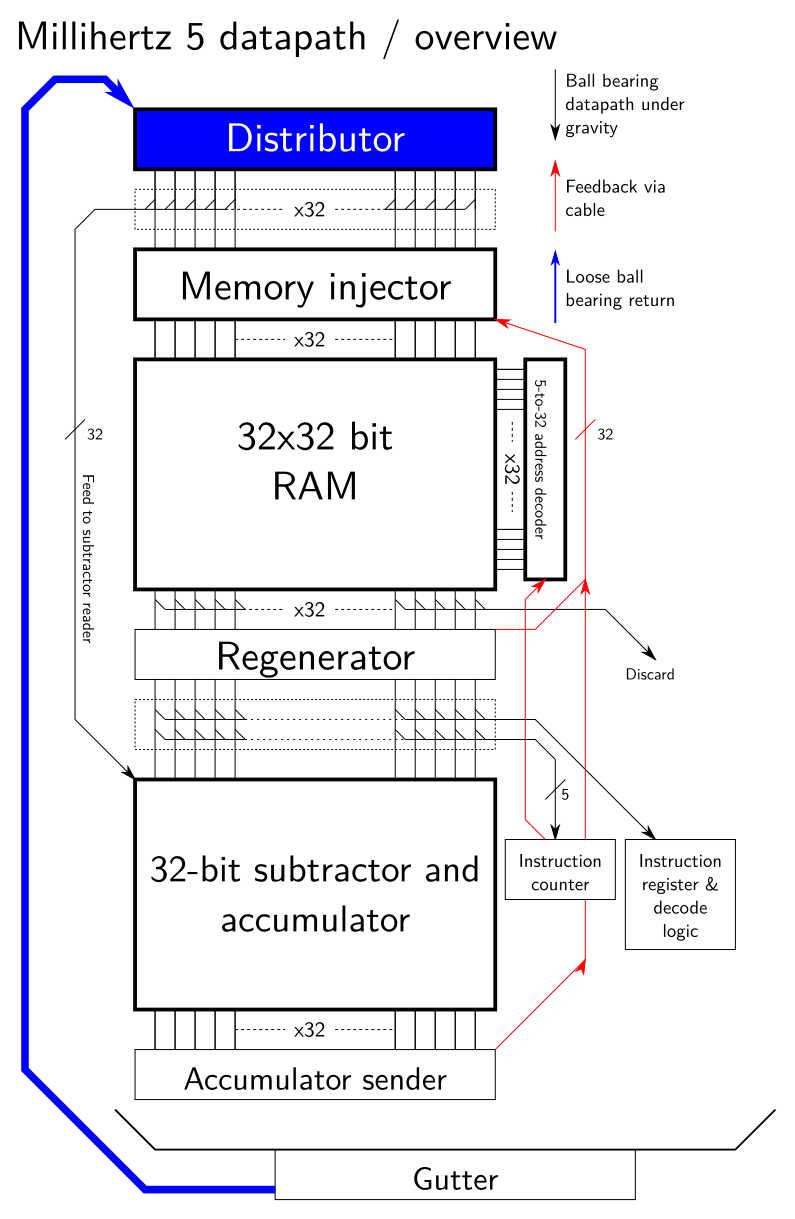 Millihertz 5 datapath / overview
Ball bearing
datapath under
gravity
Distributor
Feedback via
cable
x32
Memory injector
Loose ball
bearing return
x32
32x32 bit
RAM
5-to-32 address decoder
x32
32
32
Feed to subtractor reader
x32
Regenerator
Discard
5
32-bit subtractor and
accumulator
Instruction
counter
Instruction
register &
decode
logic
x32
Accumulator sender
Gutter